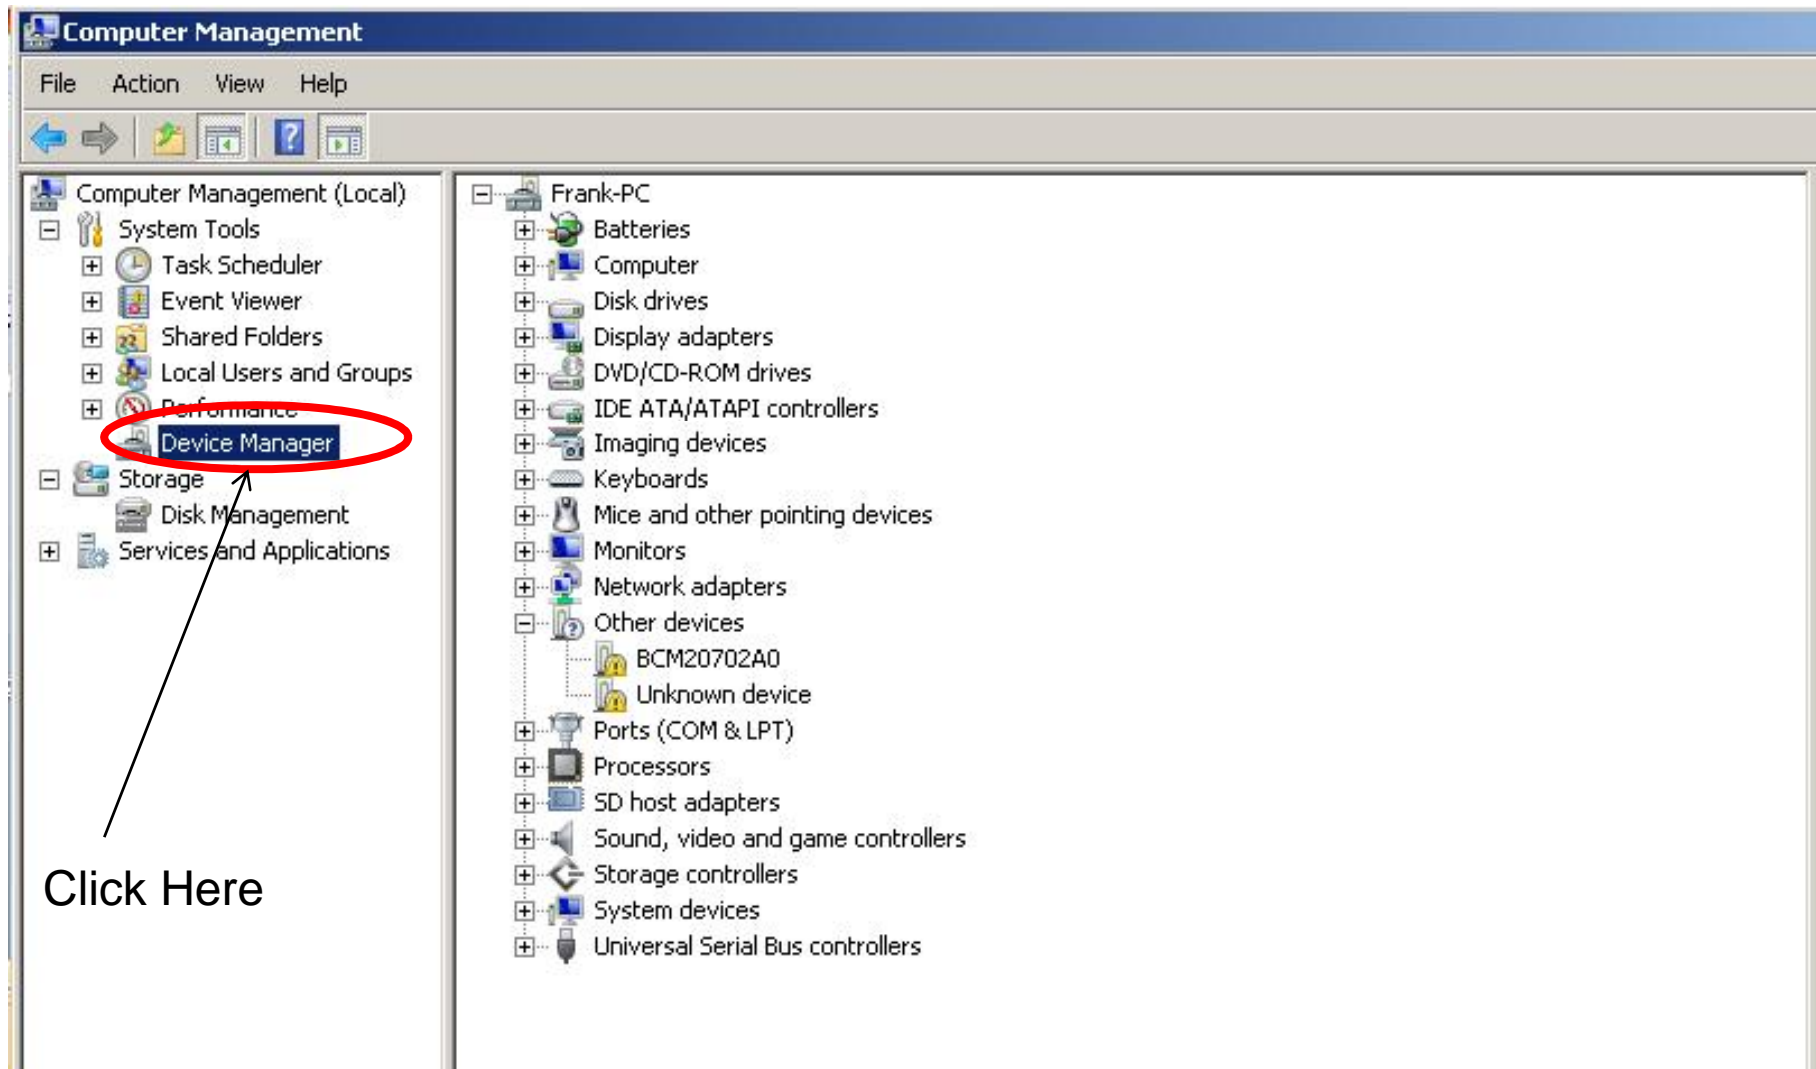 Computer Management
File Action View Help
Computer Management (Local)
System Tools
Task Scheduler
Event Viewer
Shared Folders
Local Users and Groups
Performance
Device Manager
Storage
Disk Management
Services and Applications
Click Here
Frank-PC
Batteries
Computer
Disk drives
Display adapters
DVD/CD-ROM drives
IDE ATA/ATAPI controllers
Imaging devices
Keyboards
Mice and other pointing devices
Monitors
Network adapters
Other devices
BCM20702A0
Unknown device
Ports (COM & LPT)
Processors
SD host adapters
Sound, video and game controllers
Storage controllers
System devices
Universal Serial Bus controllers